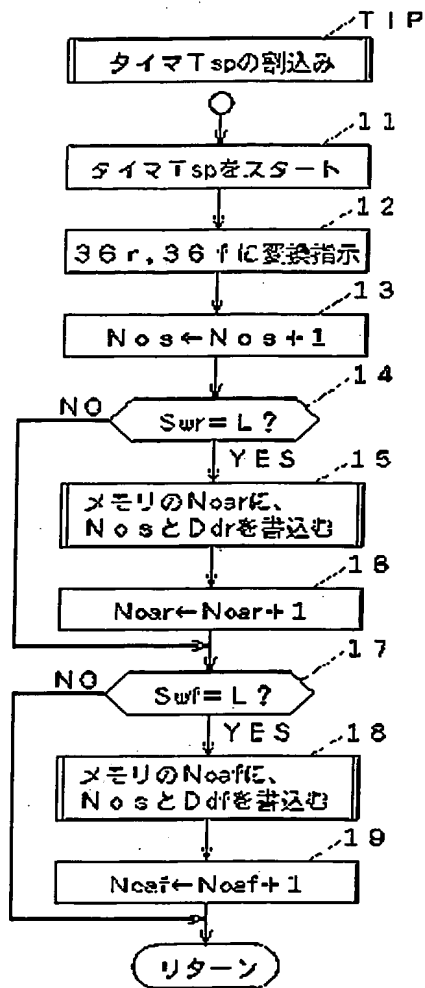 TIP
タイマTspの割込み
11
タイマTspをスタート
12
36r,36fに変換指示
13
Nos←Nos+1
14
Swr=L?
NO
YES
15
メモリのNoarに、
NosとDdrを書込む
16
Noar←Noar+1
17
Swf=L?
NO
YES
18
メモリのNoafに、
NosとDdfを書込む
19
Noaf←Noaf+1
リターン